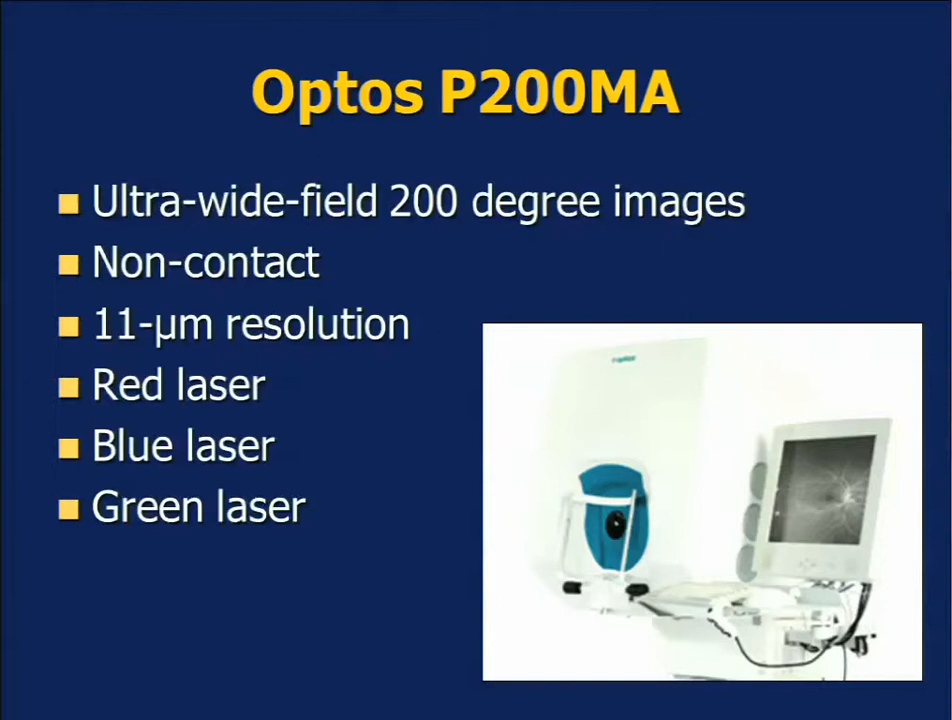 Optos P200MA
Ultra-wide-field 200 degree images
Non-contact
11-µm resolution
Red laser
Blue laser
Green laser
optos